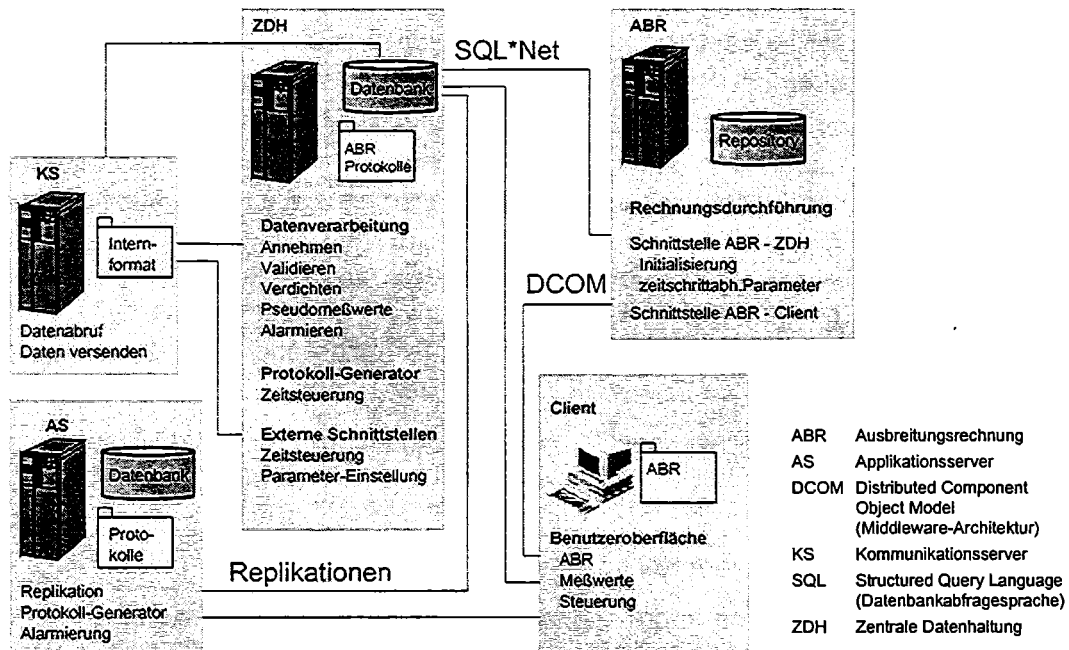 ZDH
Datenbank
ABR
Protokolle
Datenverarbeitung
Annehmen
Validieren
Verdichten
Pseudomeßwerte
Alarmieren
Protokoll-Generator
Zeitsteuerung
Externe Schnittstellen
Zeitsteuerung
Parameter-Einstellung
SQL*Net
ABR
Repository
Rechnungsdurchführung
Schnittstelle ABR - ZDH
Initialisierung
zeitschrittabh.Parameter
Schnittstelle ABR - Client
DCOM
KS
Intern-
format
Datenabruf
Daten versenden
AS
Datenbank
Proto-
kolle
Replikation
Protokoll-Generator
Alarmierung
Replikationen
Client
ABR
Benutzeroberfläche
ABR
Meßwerte
Steuerung
ABR Ausbreitungsrechnung
AS Applikationsserver
DCOM Distributed Component
Object Model
(Middleware-Architektur)
KS Kommunikationsserver
SQL Structured Query Language
(Datenbankabfragesprache)
ZDH Zentrale Datenhaltung